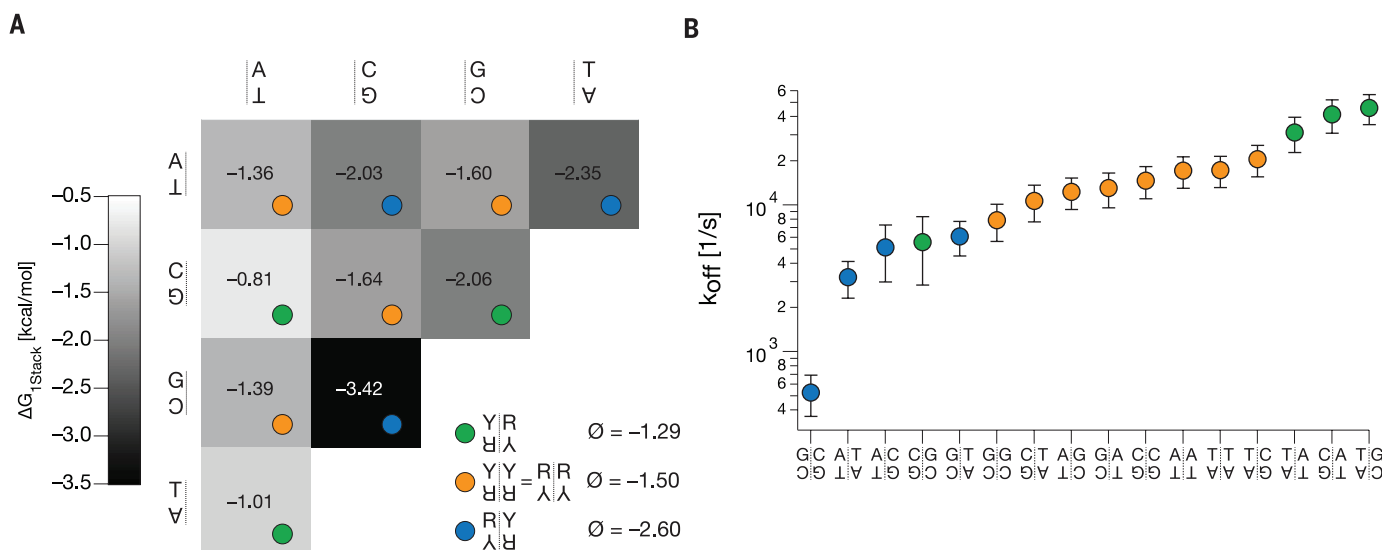 A
B
A C G T
T G C A
A
T
−1.36 −2.03 −1.60 −2.35
C
G
−0.81 −1.64 −2.06
G
C
−1.39 −3.42
T
A
−1.01
ΔG1Stack [kcal/mol]
−0.5
−1.0
−1.5
−2.0
−2.5
−3.0
−3.5
Y R
R Y
Ø = −1.29
Y Y = R R
R R Y Y
Ø = −1.50
R Y
Y R
Ø = −2.60
koff [1/s]
6
4
2
10^4
8
6
4
2
10^3
8
6
4
G C A T A C C G G T G G C T A G G A C C A A T T T C T A C A T G
C G T A T G G C C A C C G A T C C T G G T T A A A G A T G T A C